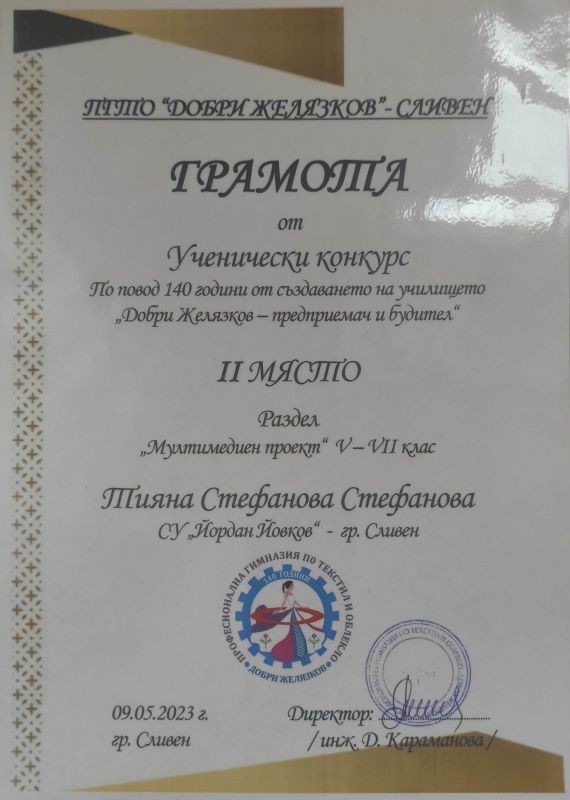 ПГТО “ДОБРИ ЖЕЛЯЗКОВ”- СЛИВЕН
ГРАМОТА
от
Ученически конкурс
По повод 140 години от създаването на училището
„Добри Желязков – предприемач и будител“
II МЯСТО
Раздел
„Мултимедиен проект“ V – VII клас
Тияна Стефанова Стефанова
СУ „Йордан Йовков“ - гр. Сливен
ПРОФЕСИОНАЛНА ГИМНАЗИЯ ПО ТЕКСТИЛ И ОБЛЕКЛО
140 ГОДИНИ
• ДОБРИ ЖЕЛЯЗКОВ •
09.05.2023 г.
Директор:
гр. Сливен
/ инж. Д. Караманова /